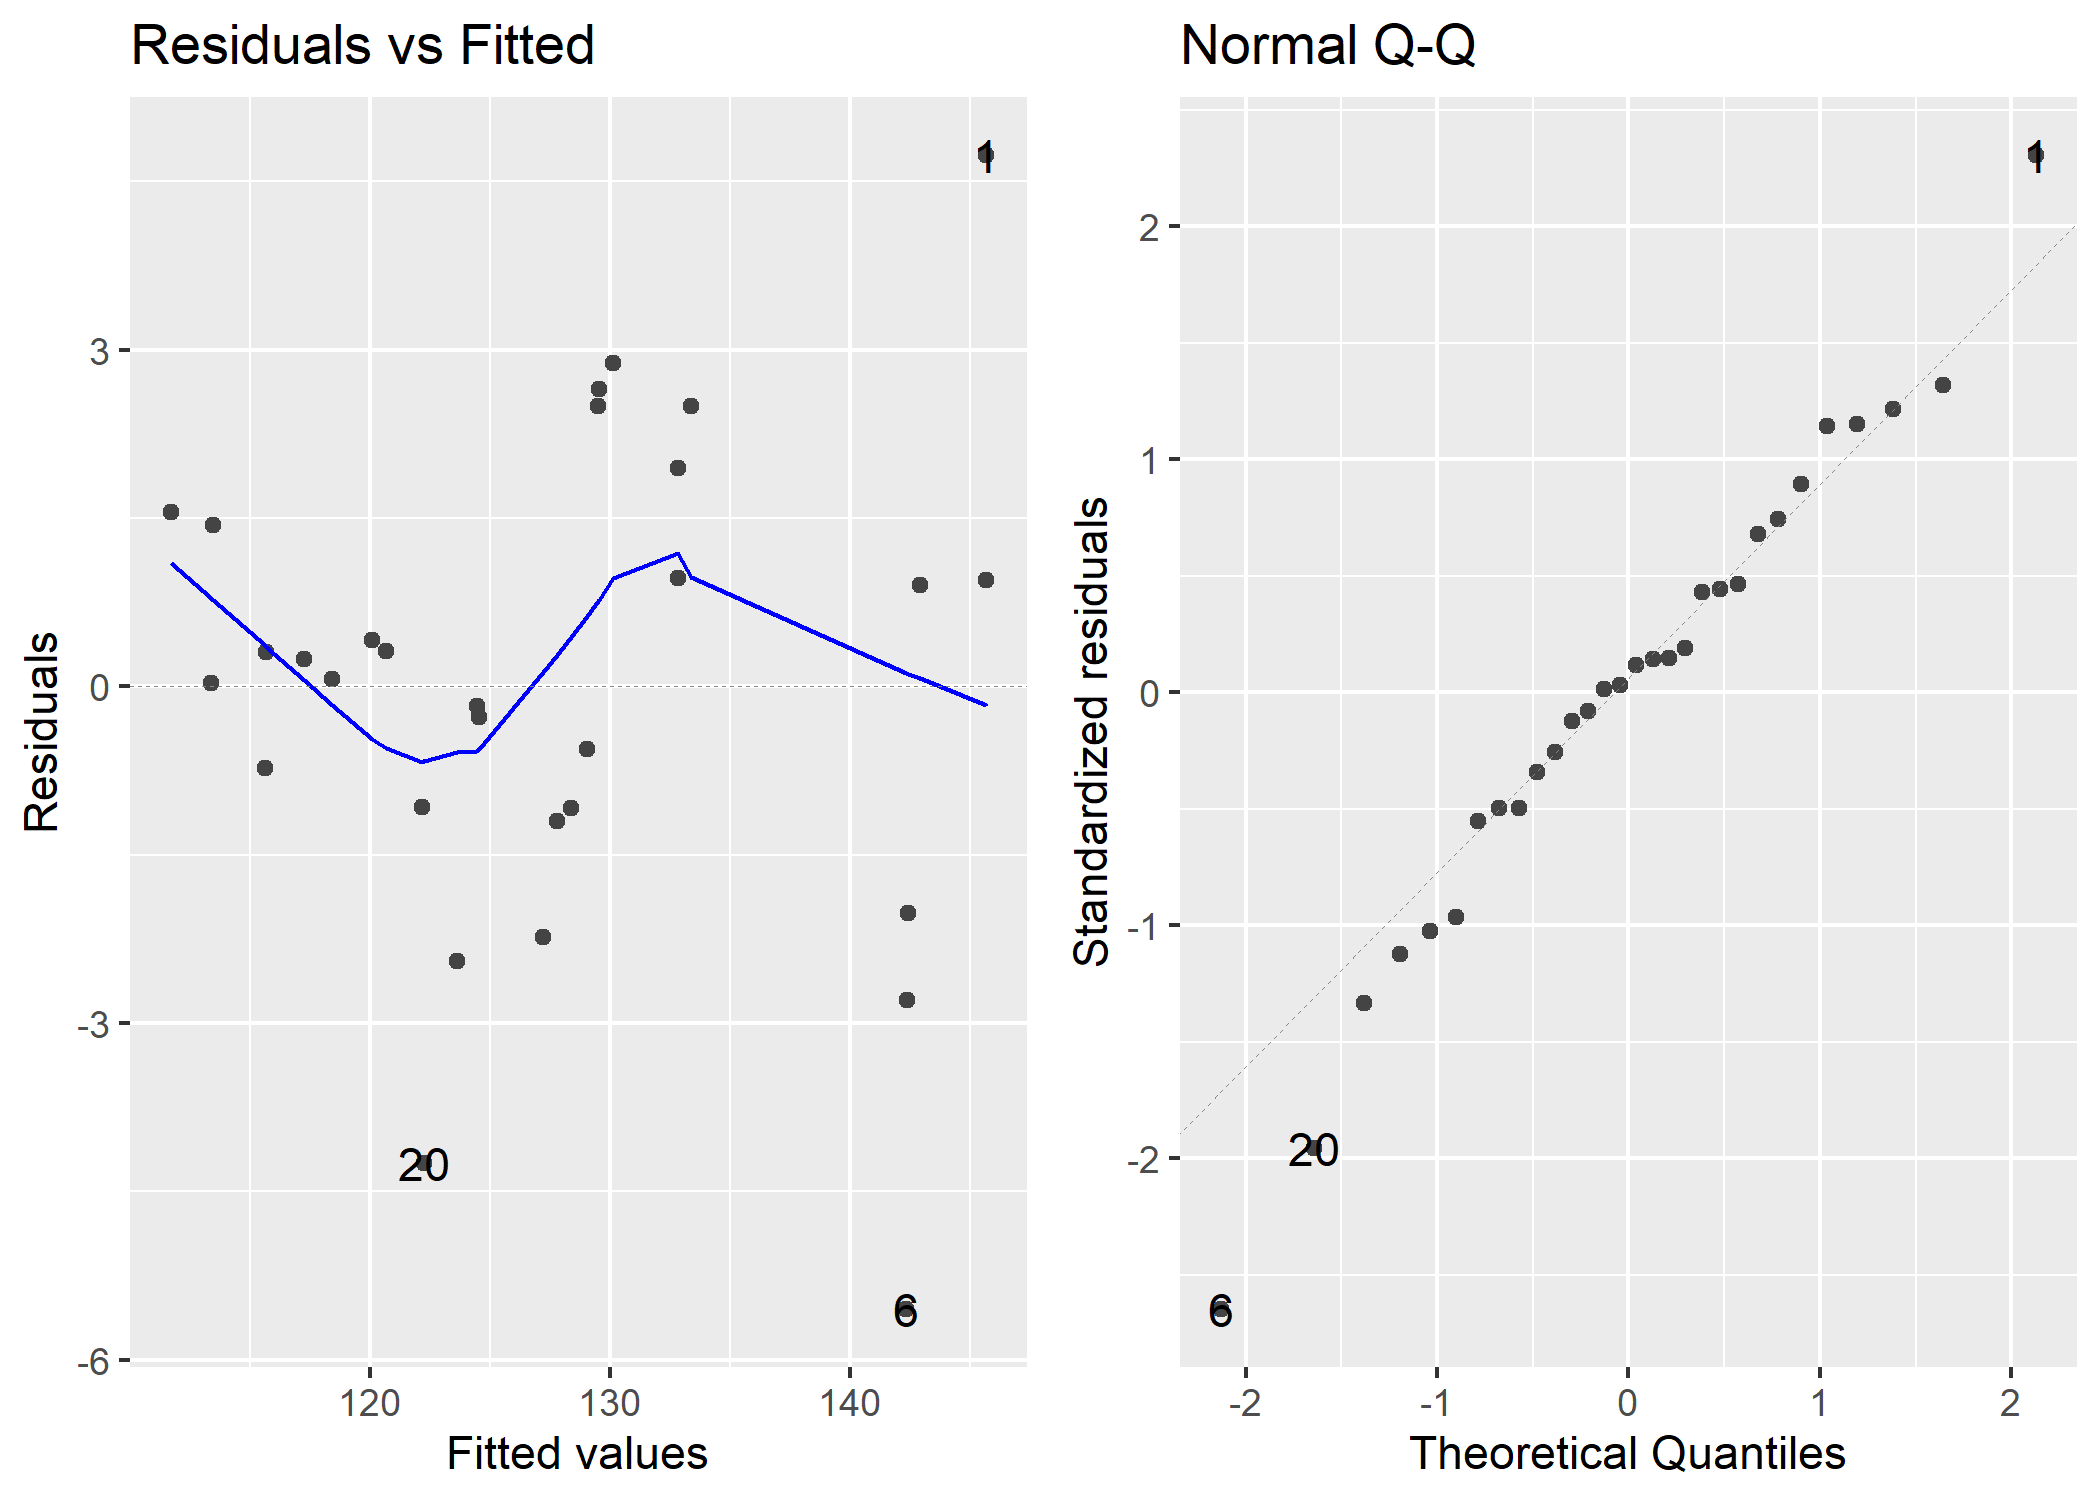 Residuals vs Fitted
Residuals
3
0
-3
-6
1
20
6
120 130 140
Fitted values
Normal Q-Q
Standardized residuals
2
1
0
-1
-2
1
20
6
-2 -1 0 1 2
Theoretical Quantiles